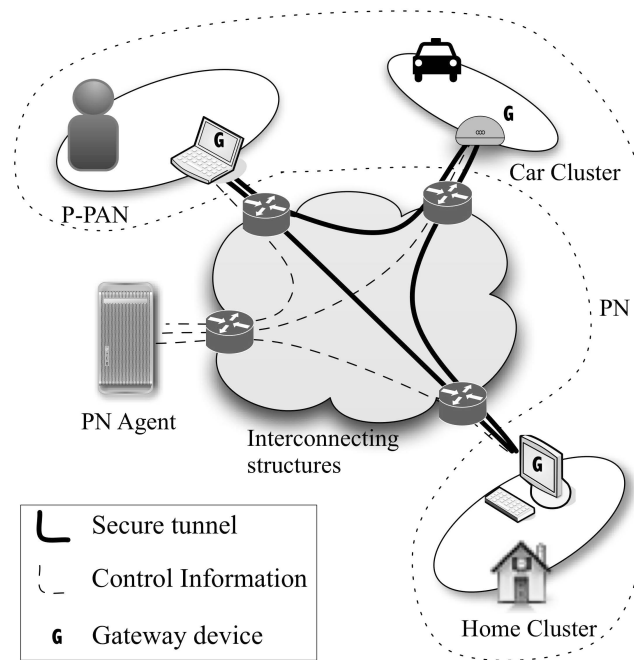 G
G
Car Cluster
P-PAN
PN
PN Agent
Interconnecting
structures
G
Secure tunnel
Control Information
G Gateway device
Home Cluster